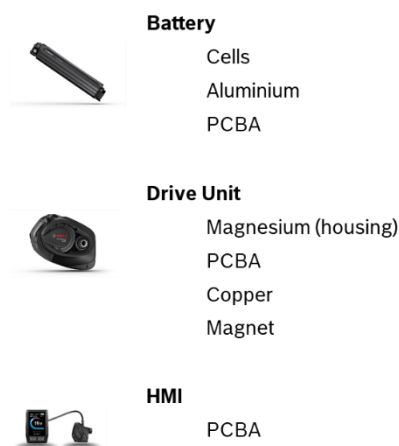 Battery
Cells
Aluminium
PCBA
Drive Unit
Magnesium (housing)
PCBA
Copper
Magnet
HMI
PCBA